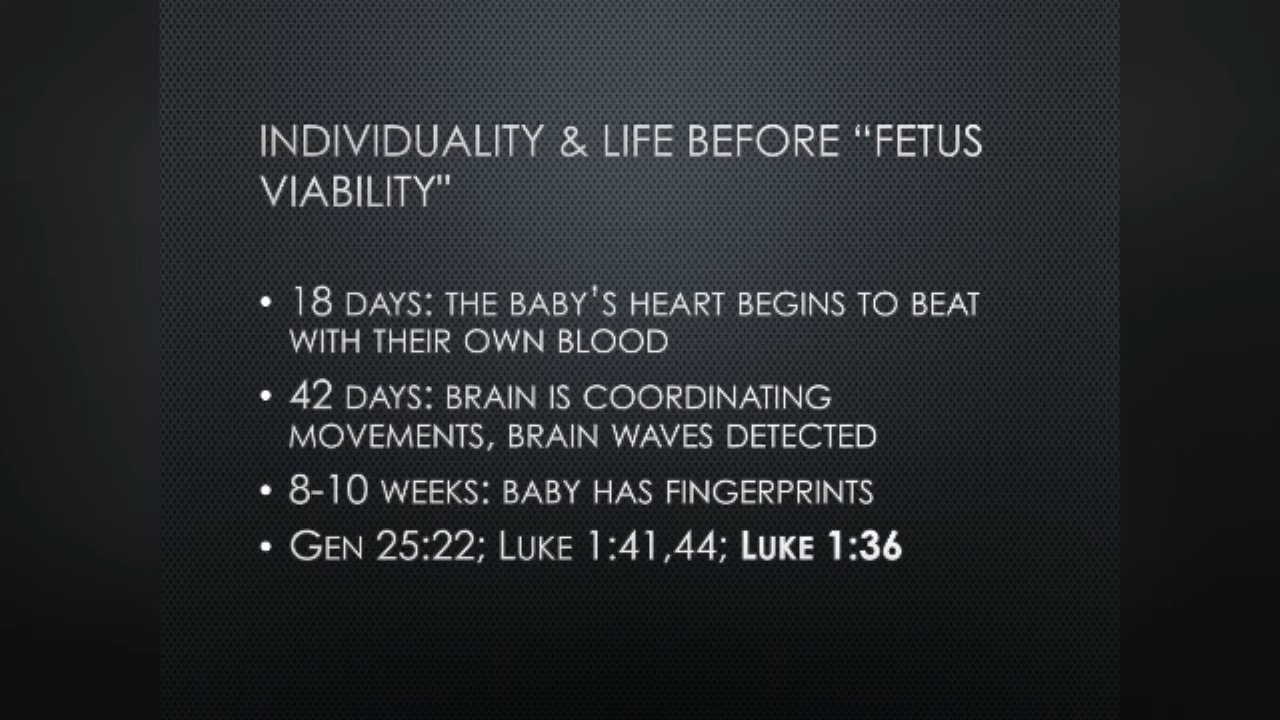 INDIVIDUALITY & LIFE BEFORE “FETUS
VIABILITY"
• 18 DAYS: THE BABY’S HEART BEGINS TO BEAT
WITH THEIR OWN BLOOD
• 42 DAYS: BRAIN IS COORDINATING
MOVEMENTS, BRAIN WAVES DETECTED
• 8-10 WEEKS: BABY HAS FINGERPRINTS
• GEN 25:22; LUKE 1:41,44; LUKE 1:36